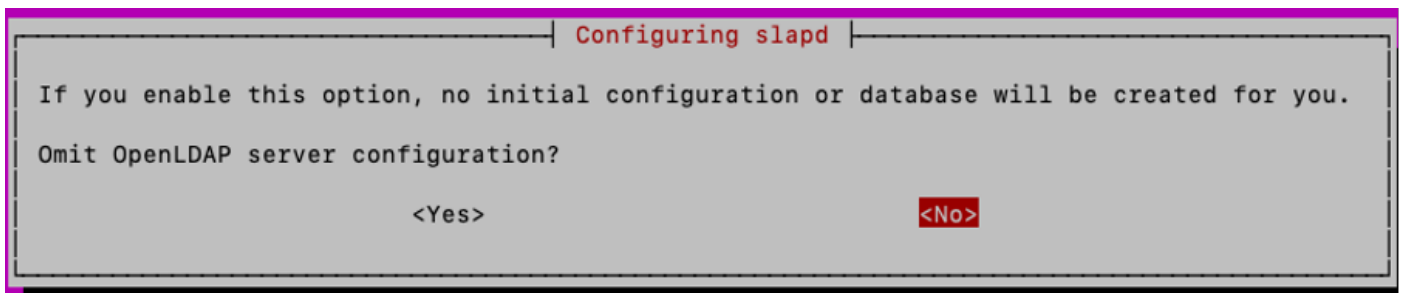 Configuring slapd
If you enable this option, no initial configuration or database will be created for you.
Omit OpenLDAP server configuration?
<Yes> <No>